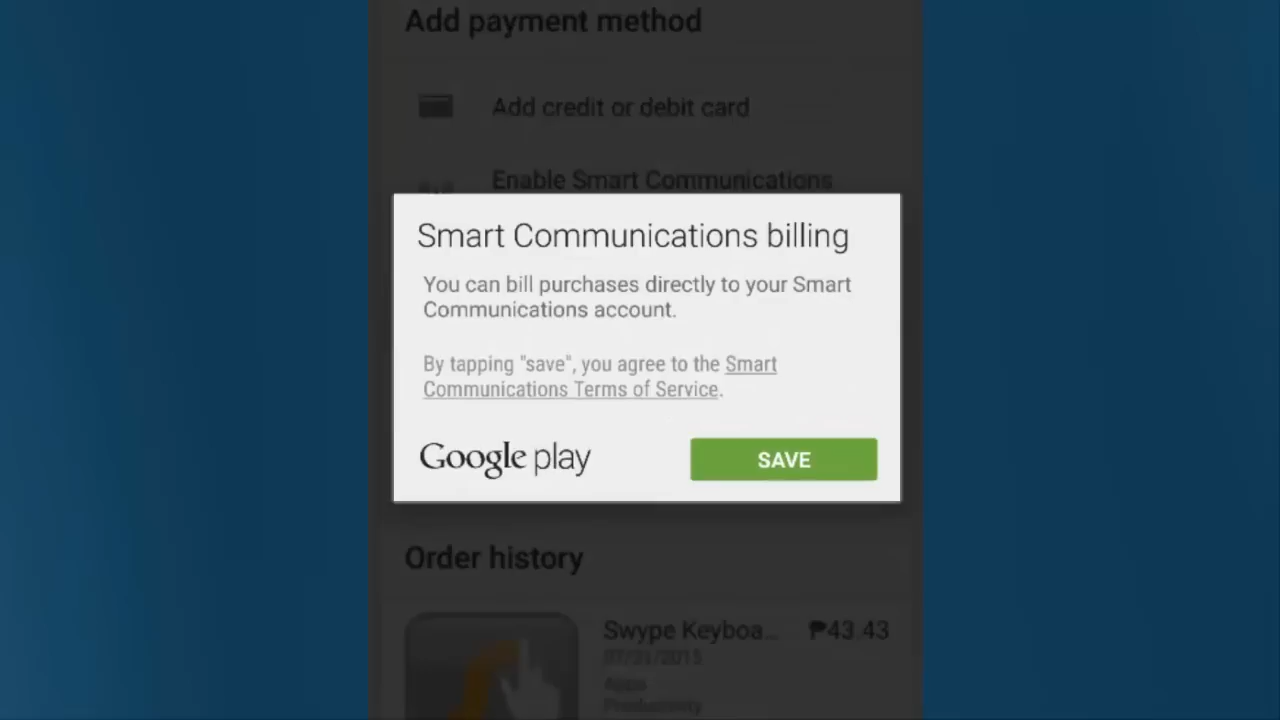 Add payment method
Add credit or debit card
Enable Smart Communications
Smart Communications billing
You can bill purchases directly to your Smart
Communications account.
By tapping "save", you agree to the Smart
Communications Terms of Service.
Google play
SAVE
Order history
Swype Keyboa... ₱43.43
Apps
Productivity